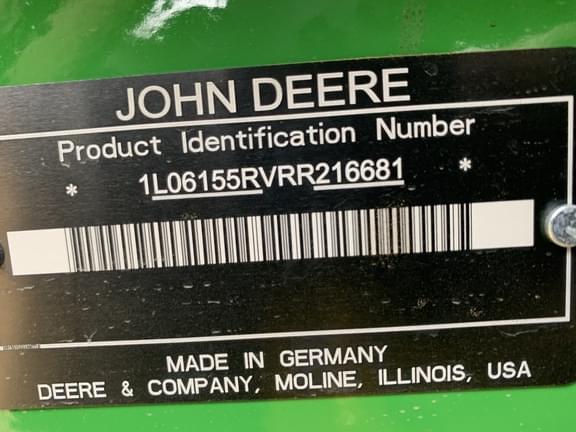 JOHN DEERE
Product Identification Number
* 1L06155RVRR216681 *
MADE IN GERMANY
DEERE & COMPANY, MOLINE, ILLINOIS, USA